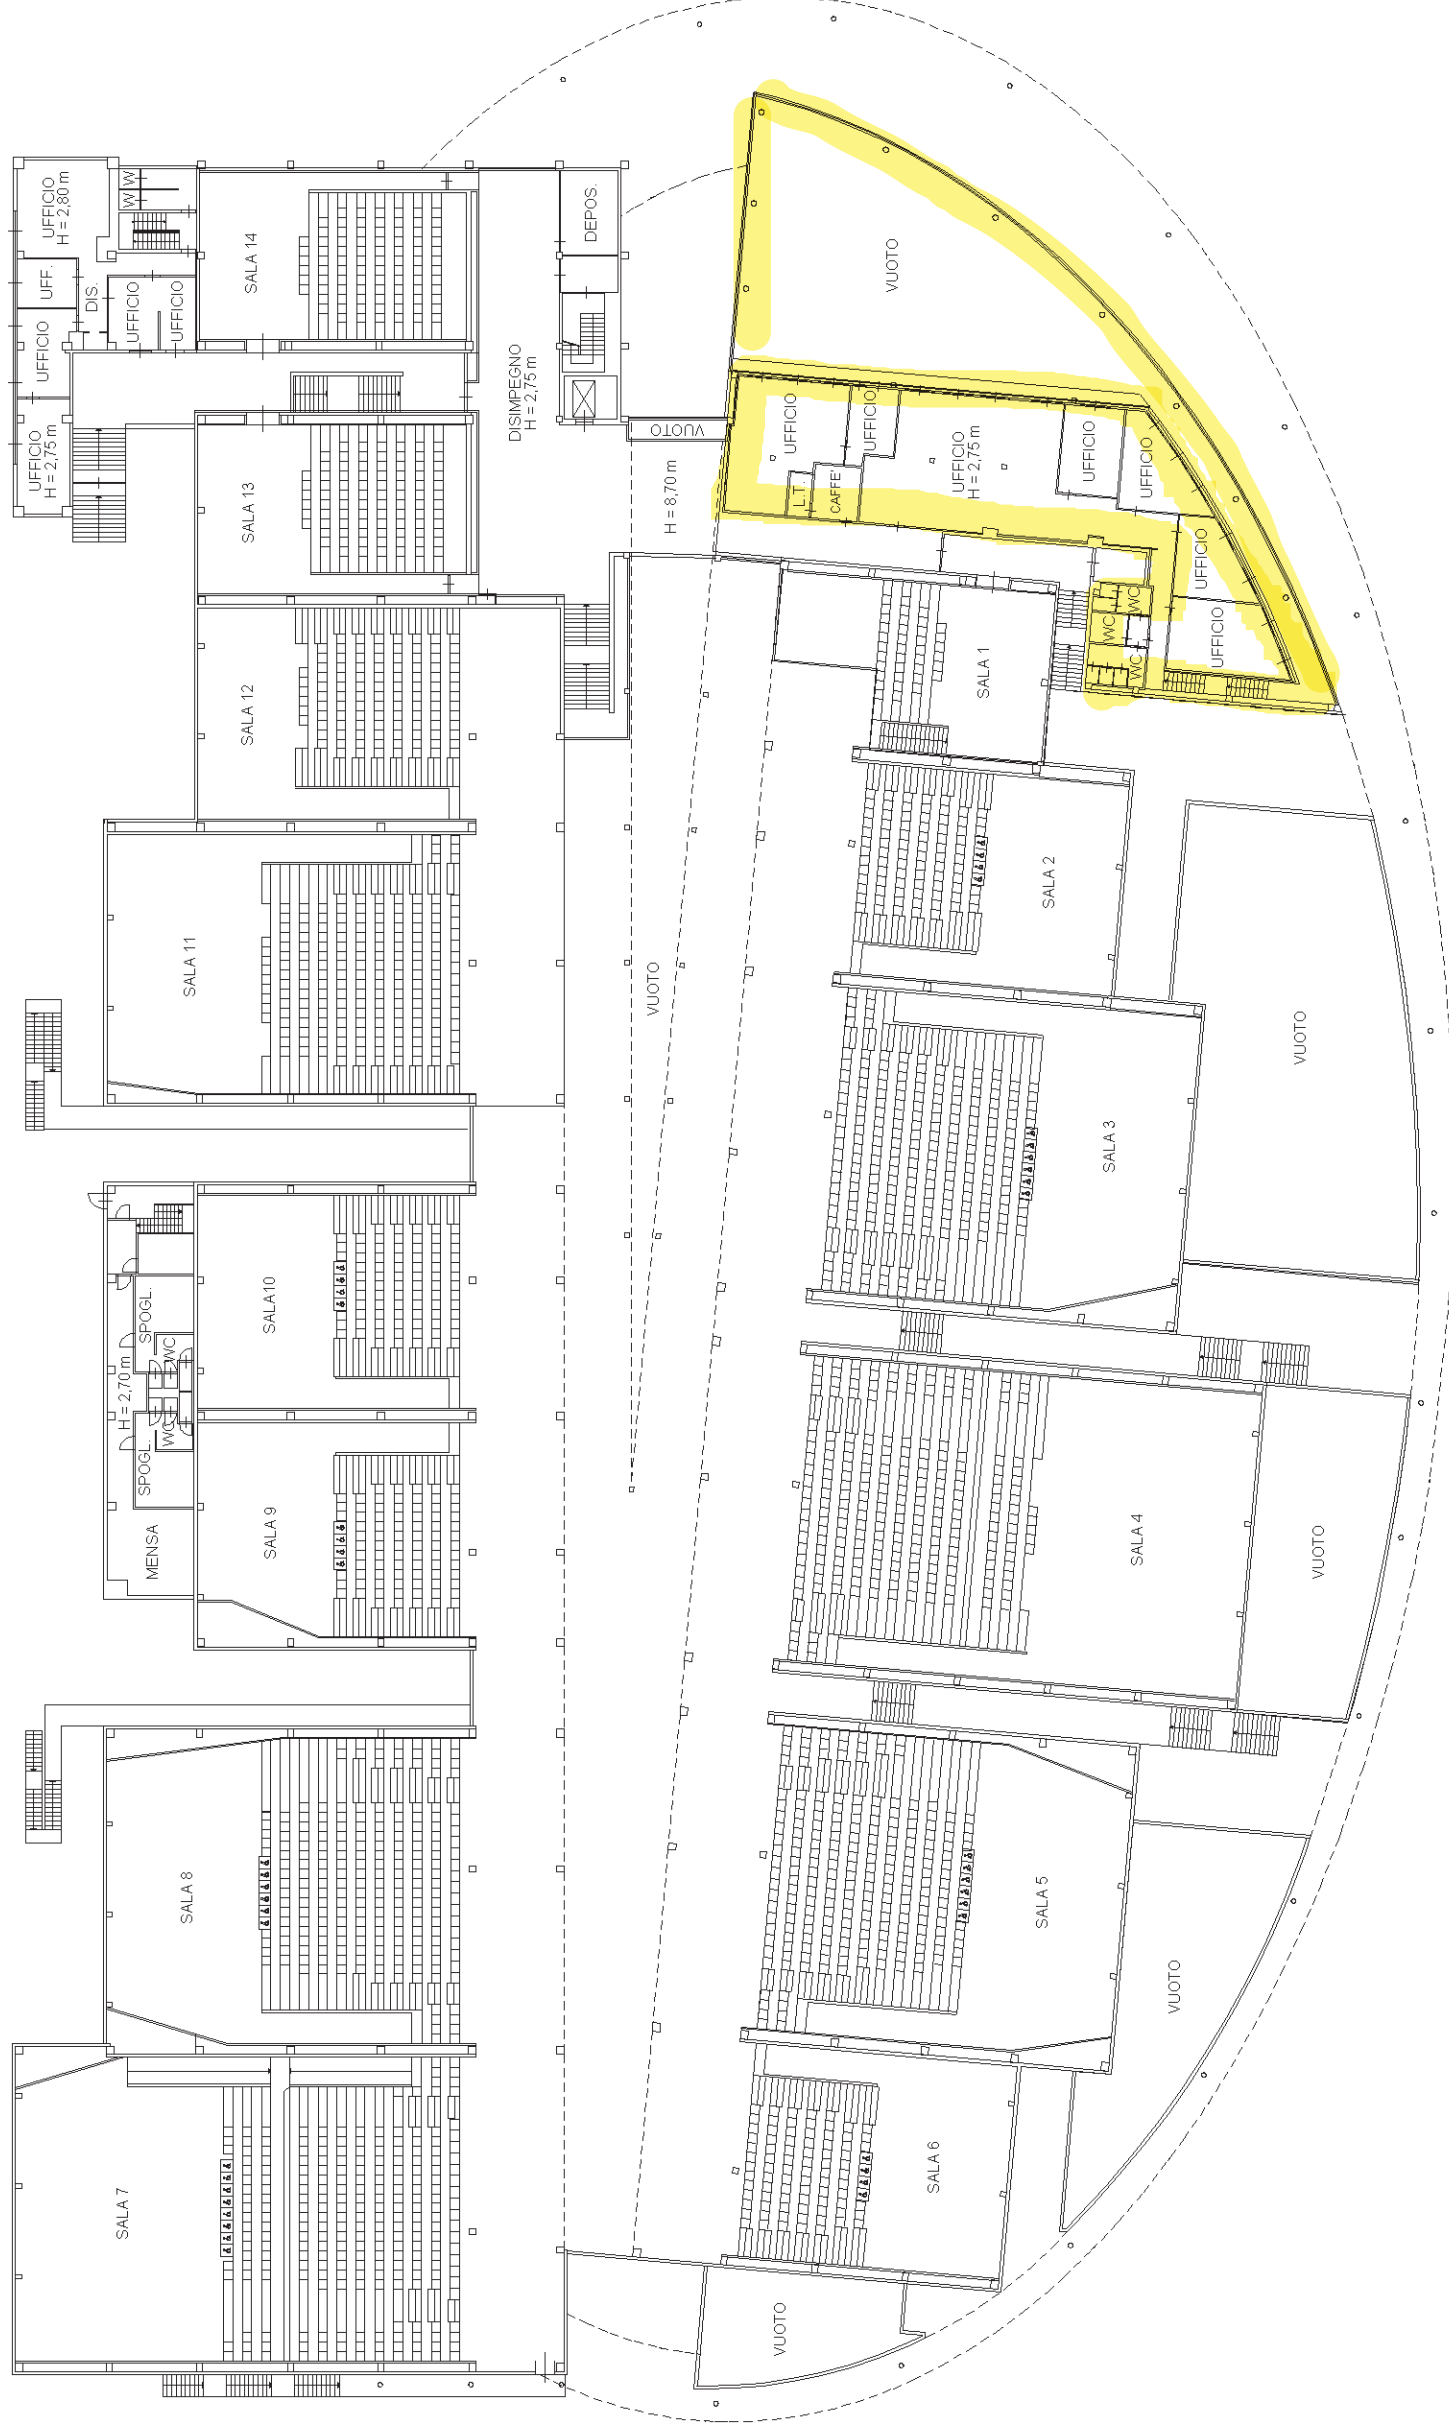 UFFICIO
H = 2,80 m
W
W
UFF.
DIS.
UFFICIO
UFFICIO
UFFICIO
UFFICIO
H = 2,75 m
SALA 14
DEPOS.
DISIMPEGNO
H = 2,75 m
SALA 13
VUOTO
H = 8,70 m
VUOTO
UFFICIO
UFFICIO
L.T.
CAFFE'
UFFICIO
H = 2,75 m
UFFICIO
UFFICIO
UFFICIO
UFFICIO
WC
WC
WC
SALA 12
SALA 1
SALA 11
VUOTO
SALA 2
VUOTO
SALA 3
SPOGL.
WC
H = 2,70 m
SPOGL.
WC
MENSA
SALA10
SALA 9
SALA 4
VUOTO
SALA 8
SALA 5
VUOTO
SALA 7
SALA 6
VUOTO